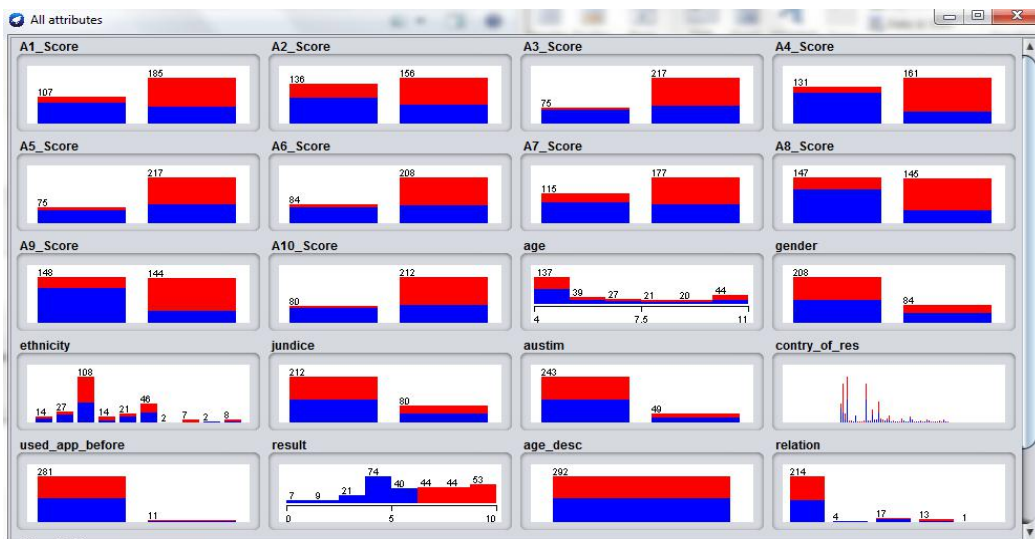 All attributes
A1_Score A2_Score A3_Score A4_Score
107 185 136 156 75 217 131 161
A5_Score A6_Score A7_Score A8_Score
75 217 84 208 115 177 147 145
A9_Score A10_Score age gender
148 144 80 212 137 39 27 21 20 44 208 84
4 7.5 11
ethnicity jundice austim contry_of_res
14 27 108 14 21 46 2 7 2 8 212 80 243 49
used_app_before result age_desc relation
281 11 7 9 21 74 40 44 44 53 292 214 4 17 13 1
0 5 10